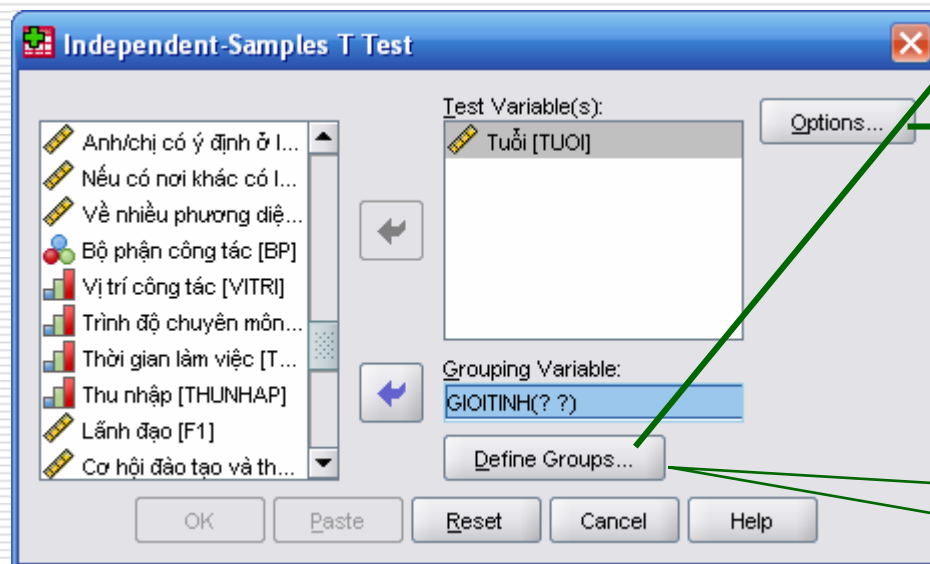 Independent-Samples T Test
Anh/chị có ý định ở l...
Nếu có nơi khác có l...
Về nhiều phương diệ...
Bộ phận công tác [BP]
Vị trí công tác [VITRI]
Trình độ chuyên môn...
Thời gian làm việc [T...
Thu nhập [THUNHAP]
Lãnh đạo [F1]
Cơ hội đào tạo và th...
Test Variable(s):
Tuổi [TUOI]
Options...
Grouping Variable:
GIOITINH(? ?)
Define Groups...
OK Paste Reset Cancel Help